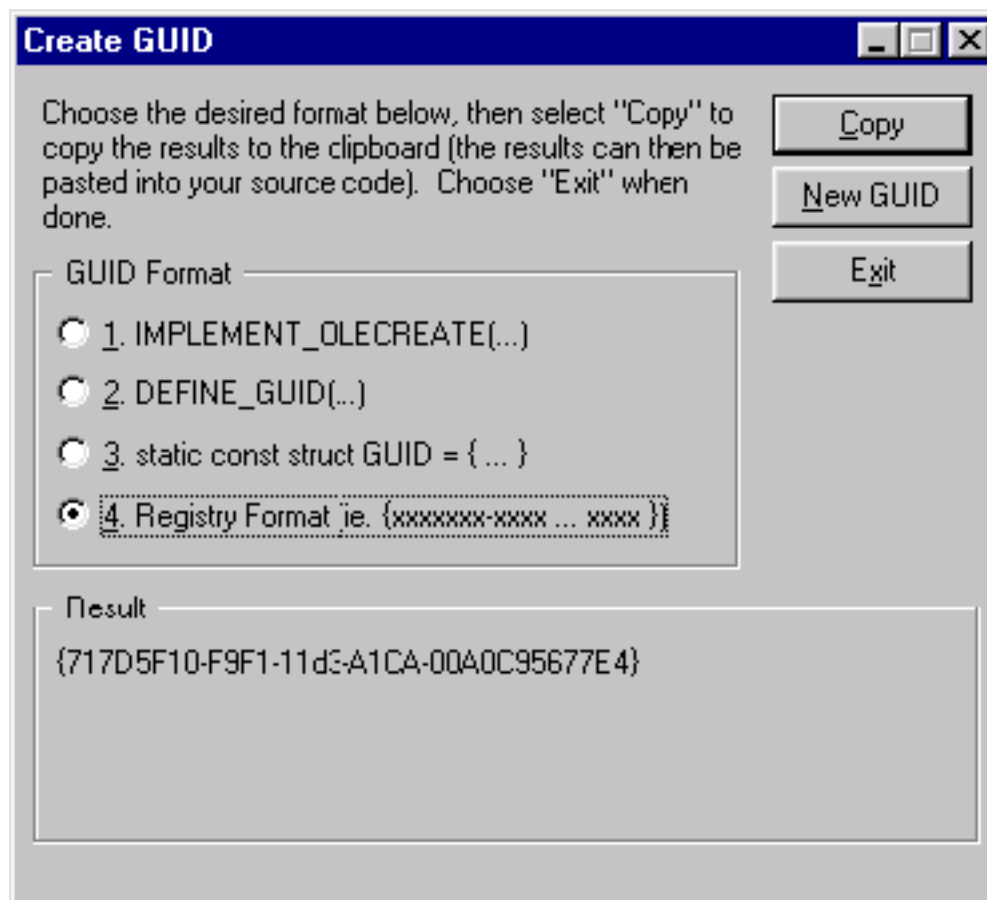 Create GUID
Choose the desired format below, then select "Copy" to
copy the results to the clipboard (the results can then be
pasted into your source code).  Choose "Exit" when
done.
Copy
New GUID
Exit
GUID Format
1. IMPLEMENT_OLECREATE(...)
2. DEFINE_GUID(...)
3. static const struct GUID = { ... }
4. Registry Format (ie. {xxxxxxx-xxxx ... xxxx })
Result
{717D5F10-F9F1-11d3-A1CA-00A0C95677E4}